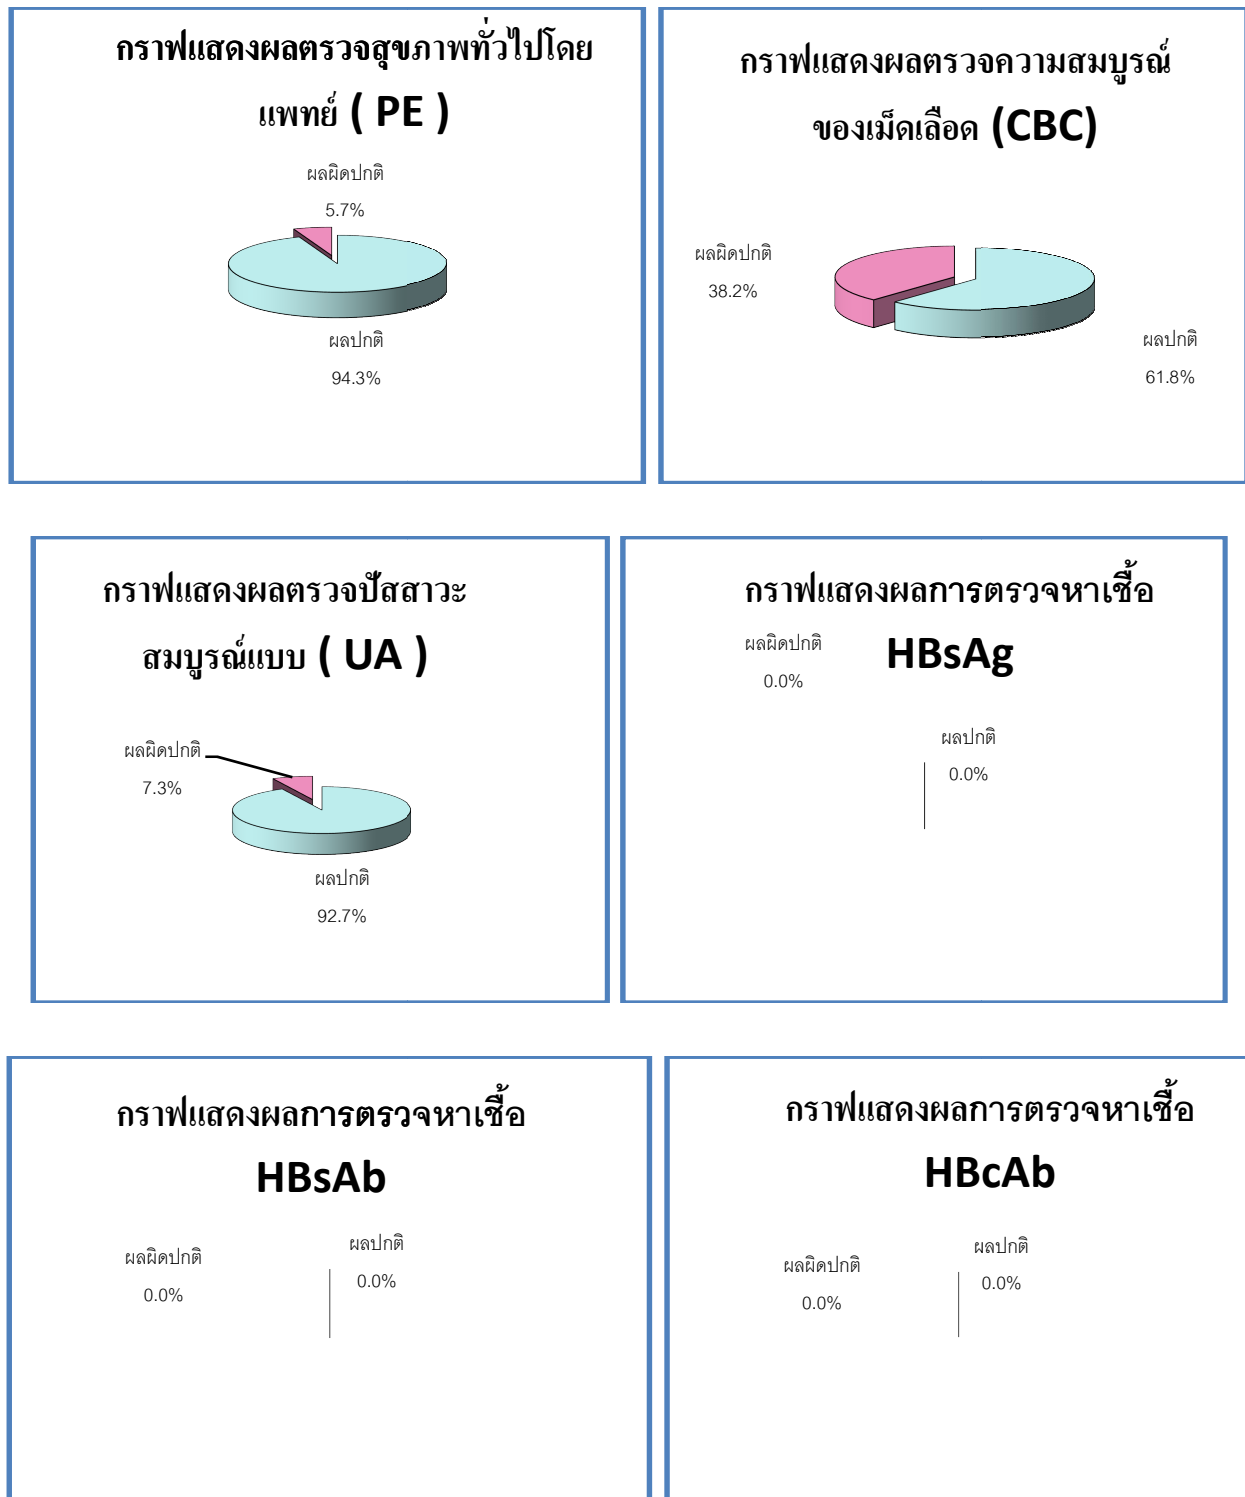 กราฟแสดงผลตรวจสุขภาพทั่วไปโดย
แพทย์ ( PE )
ผลผิดปกติ
5.7%
ผลปกติ
94.3%
กราฟแสดงผลตรวจความสมบูรณ์
ของเม็ดเลือด (CBC)
ผลผิดปกติ
38.2%
ผลปกติ
61.8%
กราฟแสดงผลตรวจปัสสาวะ
สมบูรณ์แบบ ( UA )
ผลผิดปกติ
7.3%
ผลปกติ
92.7%
กราฟแสดงผลการตรวจหาเชื้อ
HBsAg
ผลผิดปกติ
0.0%
ผลปกติ
0.0%
กราฟแสดงผลการตรวจหาเชื้อ
HBsAb
ผลผิดปกติ
0.0%
ผลปกติ
0.0%
กราฟแสดงผลการตรวจหาเชื้อ
HBcAb
ผลผิดปกติ
0.0%
ผลปกติ
0.0%